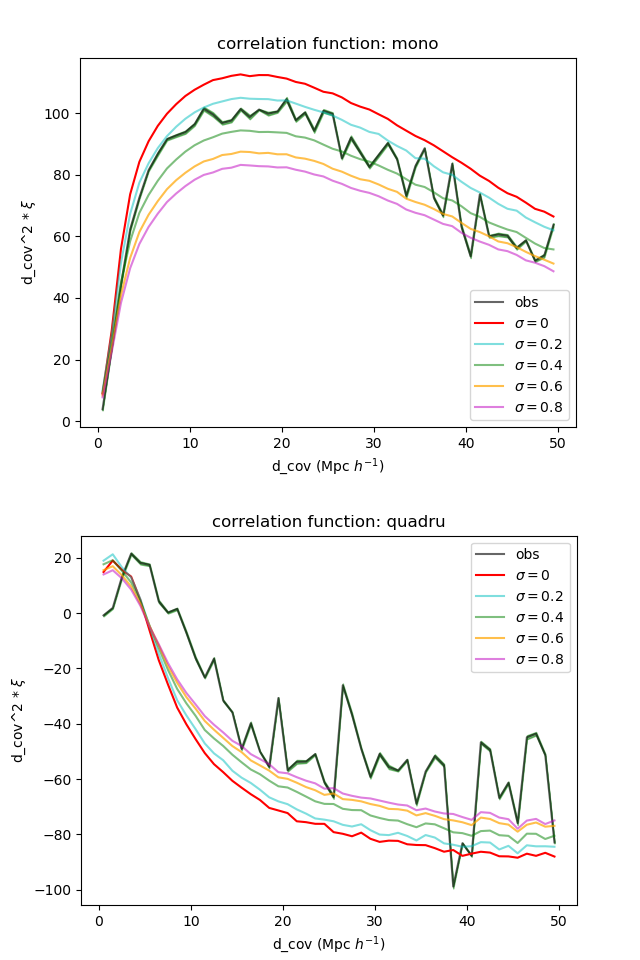 correlation function: mono
d_cov^2 * ξ
100
80
60
40
20
0
obs
σ = 0
σ = 0.2
σ = 0.4
σ = 0.6
σ = 0.8
0 10 20 30 40 50
d_cov (Mpc h⁻¹)
correlation function: quadru
d_cov^2 * ξ
20
0
−20
−40
−60
−80
−100
obs
σ = 0
σ = 0.2
σ = 0.4
σ = 0.6
σ = 0.8
0 10 20 30 40 50
d_cov (Mpc h⁻¹)